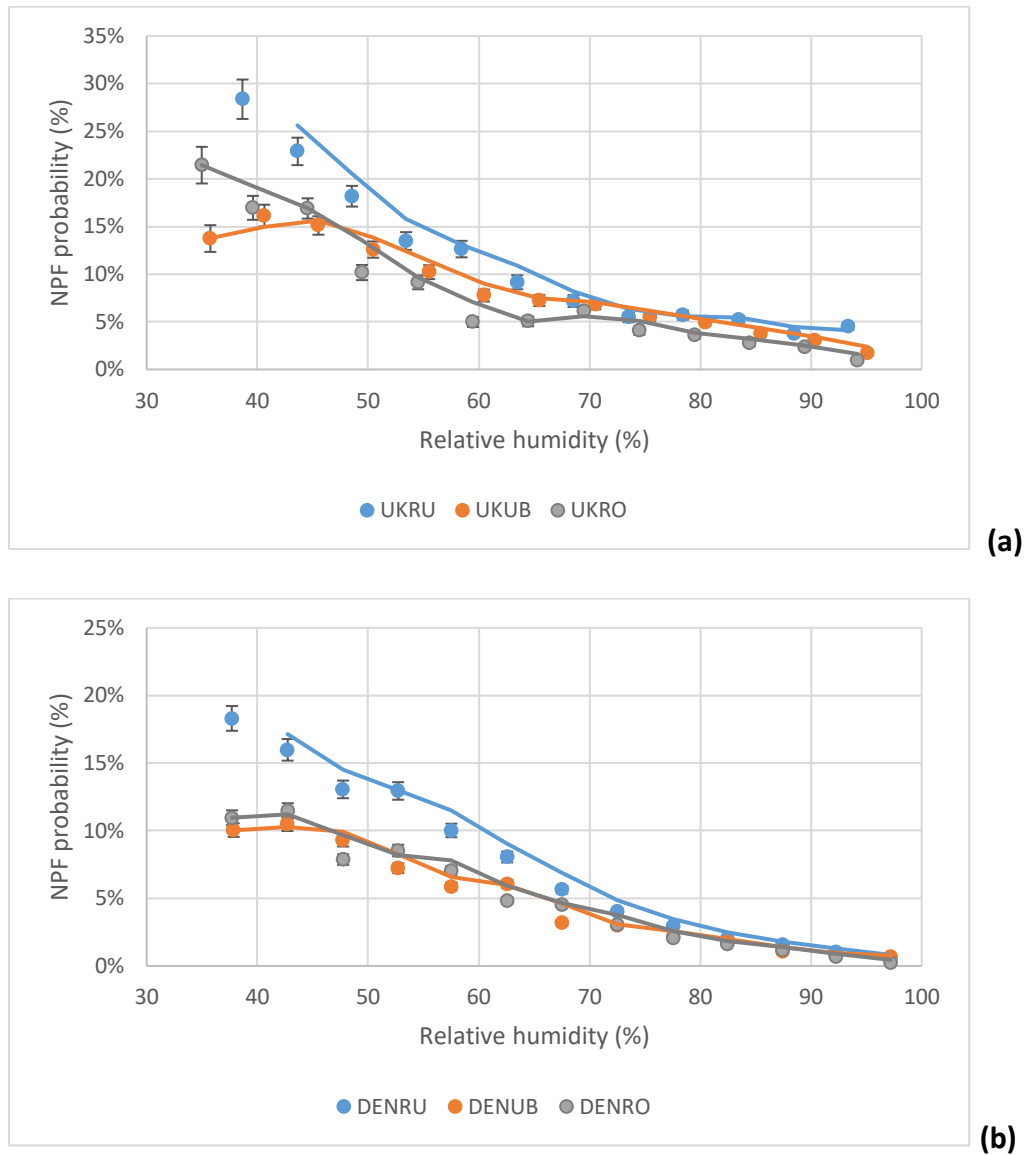 35%
30%
25%
20%
15%
10%
5%
0%
NPF probability (%)
30 40 50 60 70 80 90 100
Relative humidity (%)
UKRU UKUB UKRO
(a)
25%
20%
15%
10%
5%
0%
NPF probability (%)
30 40 50 60 70 80 90 100
Relative humidity (%)
DENRU DENUB DENRO
(b)